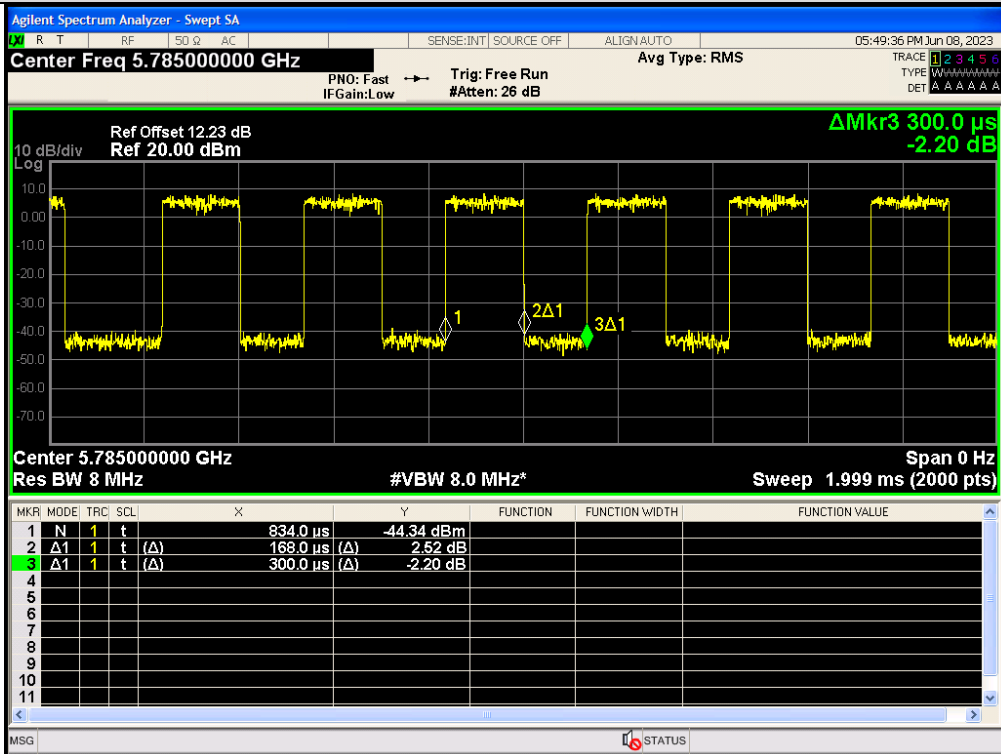 Agilent Spectrum Analyzer - Swept SA
LXI R T RF 50 Ω AC SENSE:INT SOURCE OFF ALIGN AUTO 05:49:36 PM Jun 08, 2023
Center Freq 5.785000000 GHz
PNO: Fast
IFGain:Low
Trig: Free Run
#Atten: 26 dB
Avg Type: RMS
TRACE 1 2 3 4 5 6
TYPE W
DET A A A A A A
ΔMkr3 300.0 µs
-2.20 dB
Ref Offset 12.23 dB
10 dB/div Ref 20.00 dBm
Log
10.0
0.00
-10.0
-20.0
-30.0
-40.0
-50.0
-60.0
-70.0
1
2Δ1
3Δ1
Center 5.785000000 GHz Span 0 Hz
Res BW 8 MHz #VBW 8.0 MHz* Sweep 1.999 ms (2000 pts)
MKR MODE TRC SCL X Y FUNCTION FUNCTION WIDTH FUNCTION VALUE
1 N 1 t 834.0 µs -44.34 dBm
2 Δ1 1 t (Δ) 168.0 µs (Δ) 2.52 dB
3 Δ1 1 t (Δ) 300.0 µs (Δ) -2.20 dB
4
5
6
7
8
9
10
11
MSG STATUS